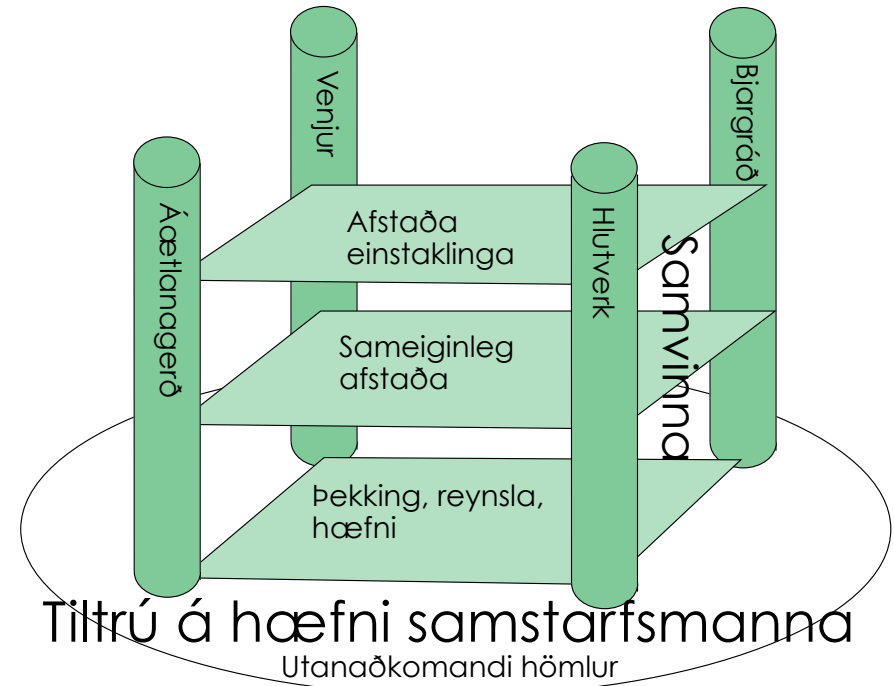 Venjur
Bjargráð
Áætlanagerð
Hlutverk
Afstaða
einstaklinga
Samvinna
Sameiginleg
afstaða
Þekking, reynsla,
hæfni
Tiltrú á hæfni samstarfsmanna
Utanaðkomandi hömlur